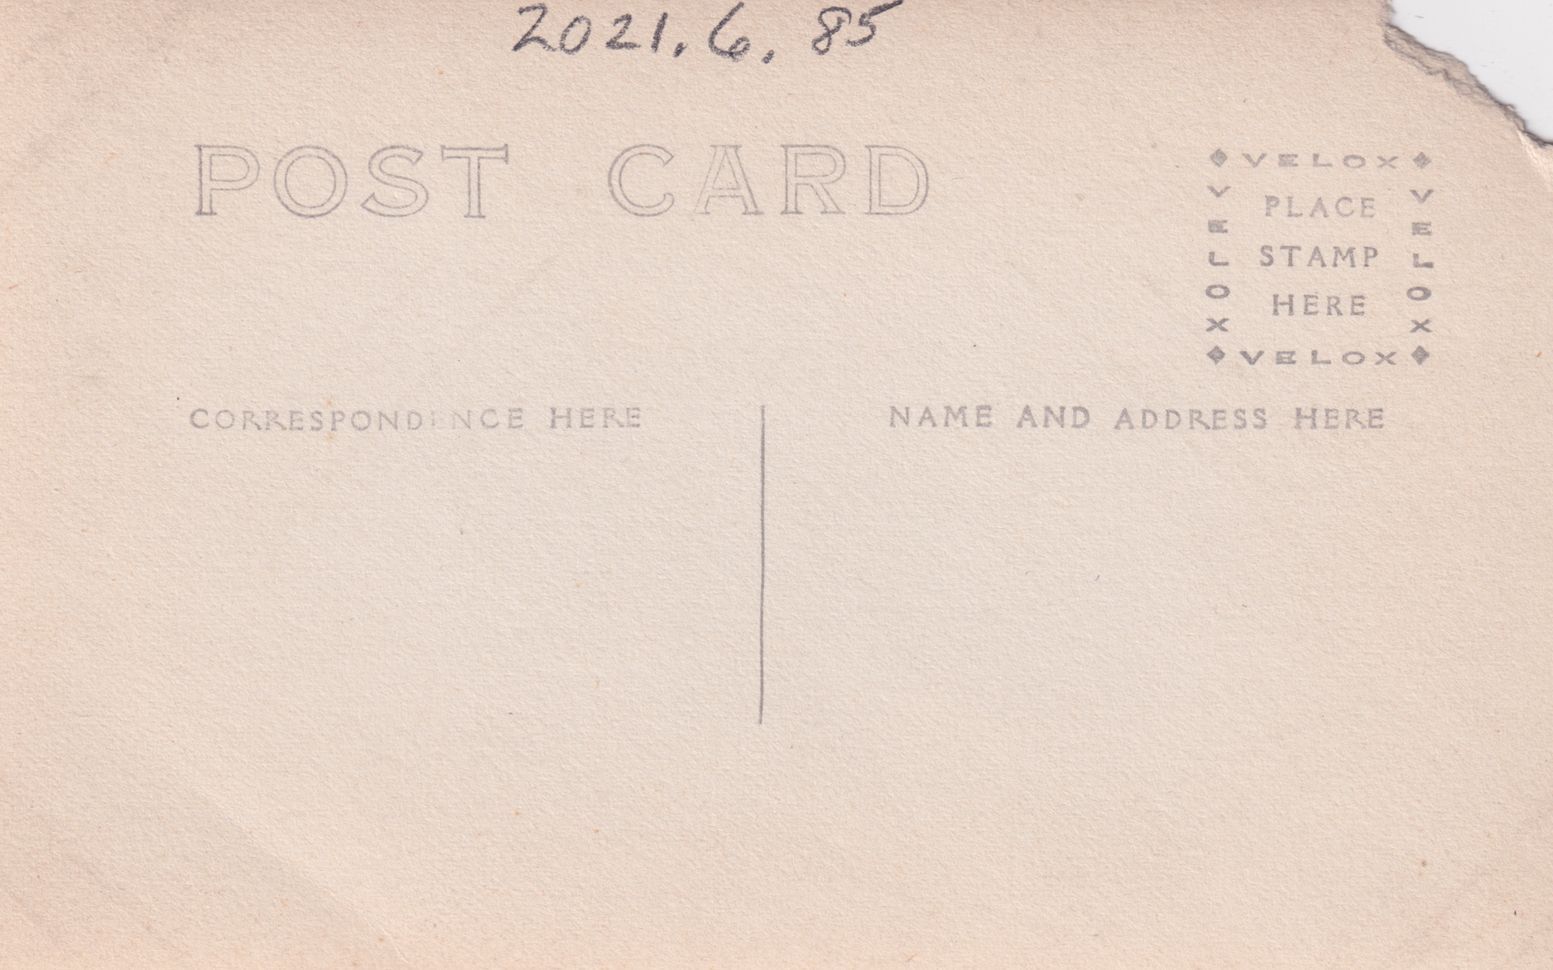 2021.6.85
POST CARD
◆VELOX◆
VELOX
PLACE
STAMP
HERE
VELOX
◆VELOX◆
CORRESPONDENCE HERE
NAME AND ADDRESS HERE